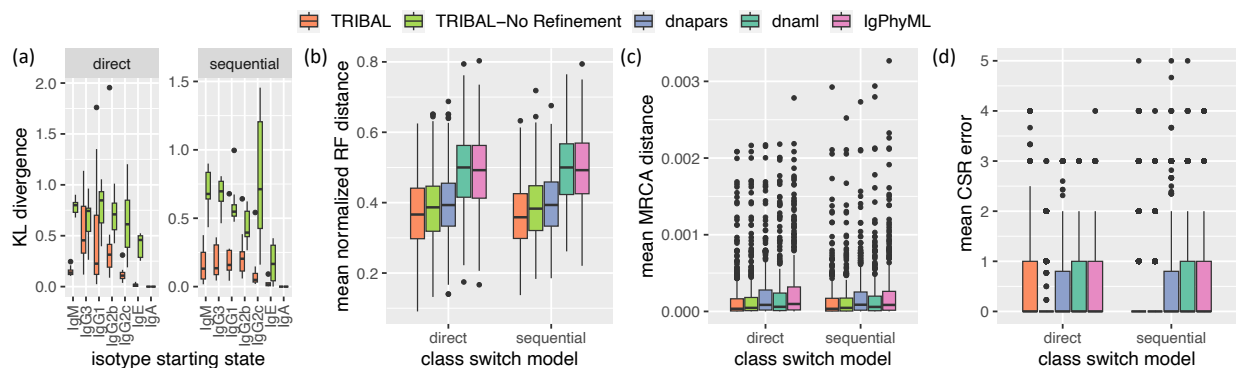 TRIBAL TRIBAL–No Refinement dnapars dnaml IgPhyML
(a) direct sequential
KL divergence
2.0
1.5
1.0
0.5
0.0
1.5
1.0
0.5
0.0
IgM IgG3 IgG1 IgG2b IgG2c IgE IgA
IgM IgG3 IgG1 IgG2b IgG2c IgE IgA
isotype starting state
(b)
mean normalized RF distance
0.8
0.6
0.4
0.2
direct sequential
class switch model
(c)
mean MRCA distance
0.003
0.002
0.001
0.000
direct sequential
class switch model
(d)
mean CSR error
5
4
3
2
1
0
direct sequential
class switch model